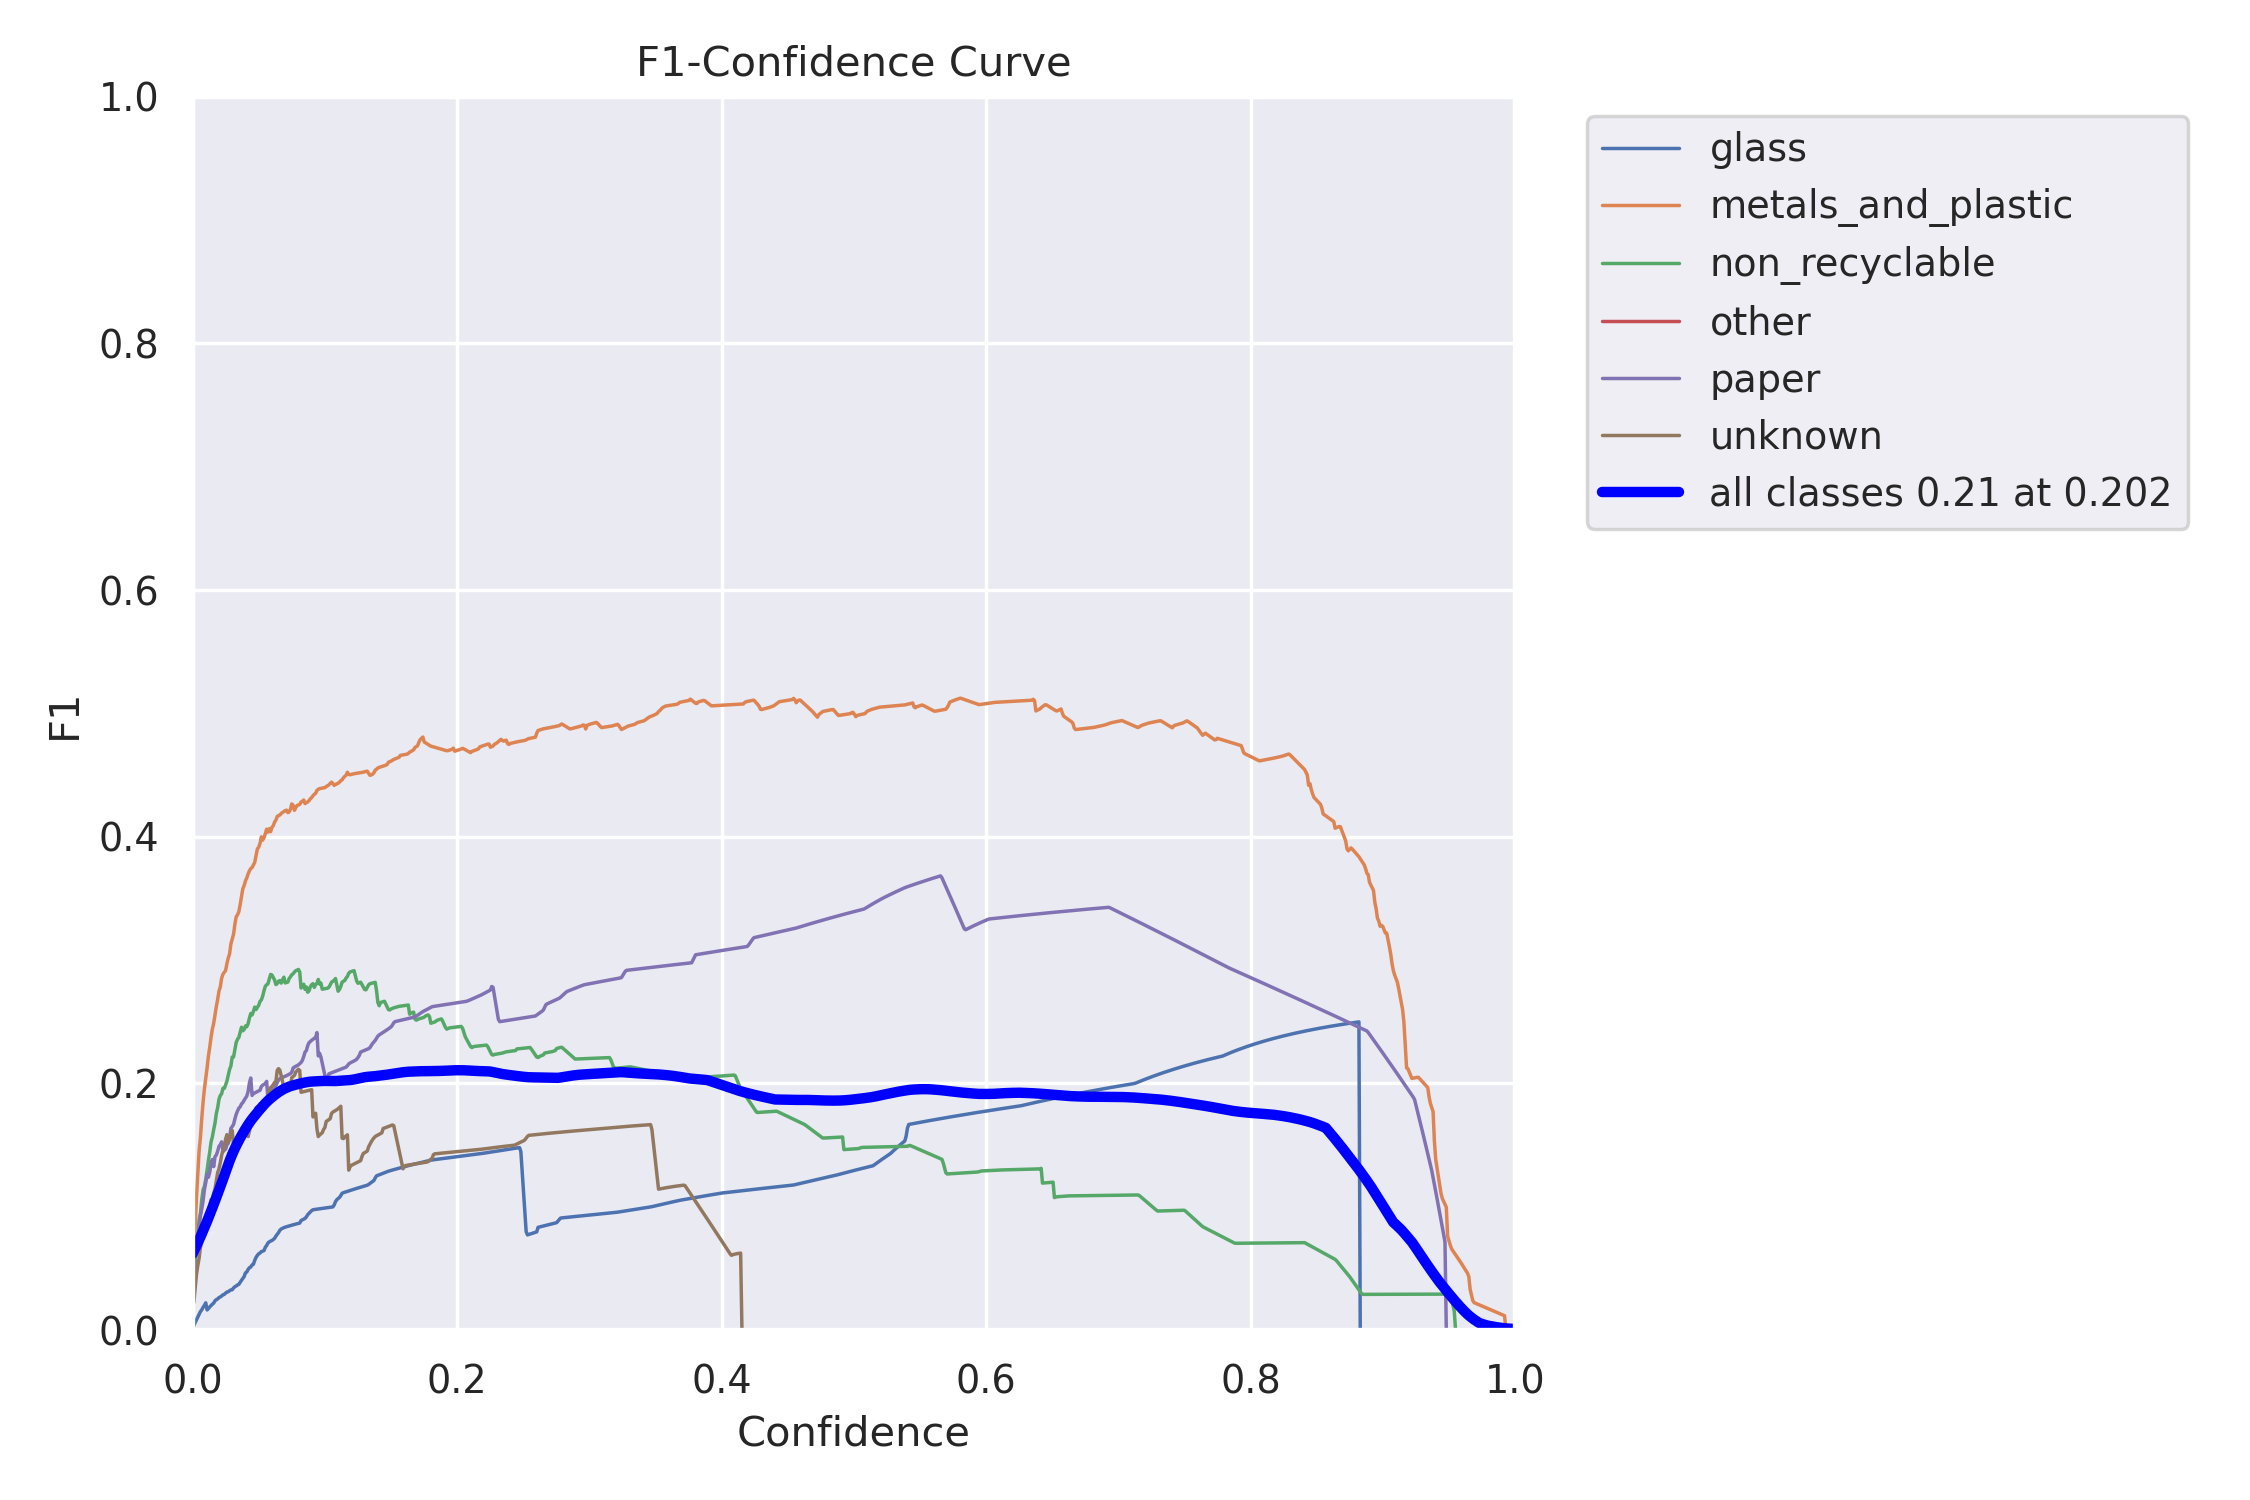 F1-Confidence Curve
1.0
0.8
0.6
0.4
0.2
0.0
F1
0.0 0.2 0.4 0.6 0.8 1.0
Confidence
glass
metals_and_plastic
non_recyclable
other
paper
unknown
all classes 0.21 at 0.202